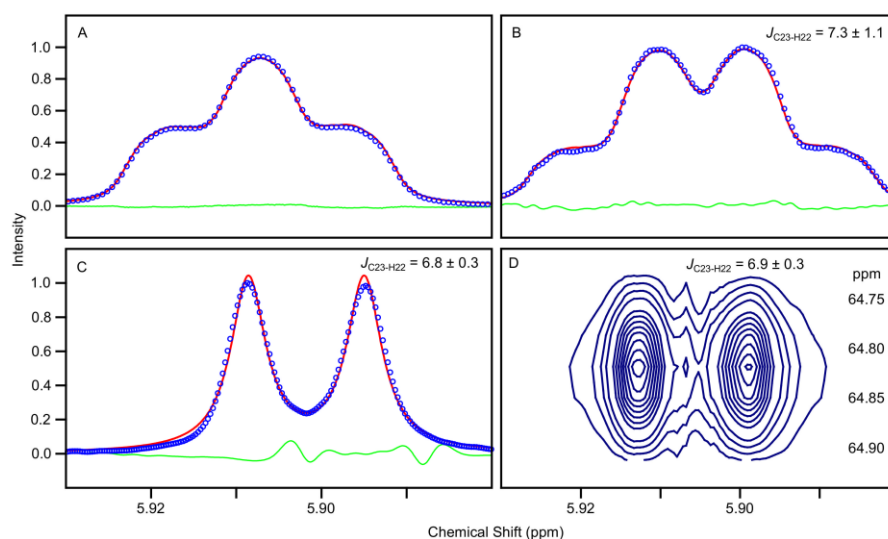 A
B
J C23-H22 = 7.3 ± 1.1
1.0
0.8
0.6
0.4
0.2
0.0
Intensity
C
J C23-H22 = 6.8 ± 0.3
D
J C23-H22 = 6.9 ± 0.3
ppm
1.0
0.8
0.6
0.4
0.2
0.0
64.75
64.80
64.85
64.90
5.92
5.90
5.92
5.90
Chemical Shift (ppm)